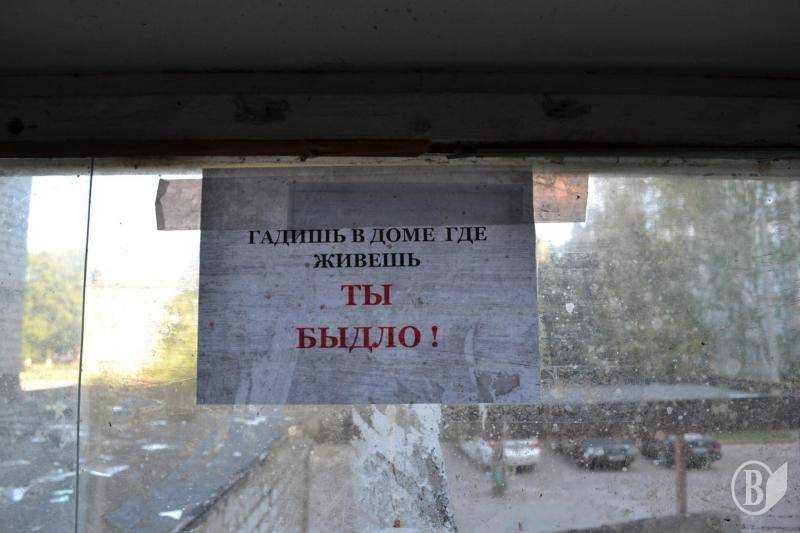 ГАДИШЬ В ДОМЕ ГДЕ
ЖИВЕШЬ
ТЫ
БЫДЛО !
В